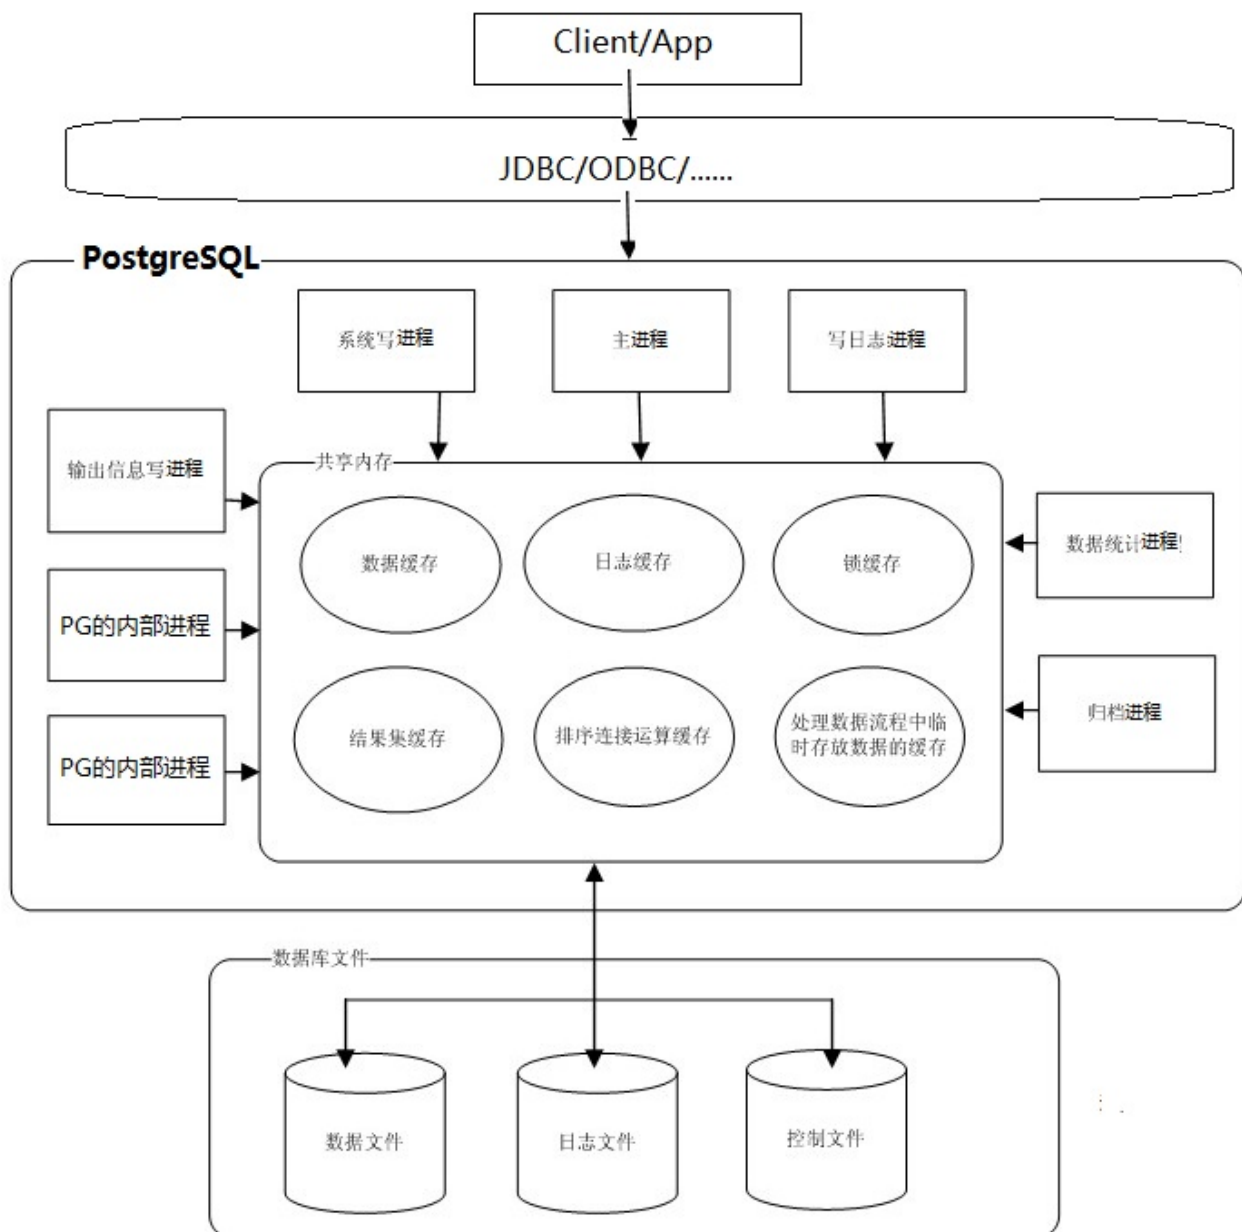 Client/App
JDBC/ODBC/......
PostgreSQL
系统写进程
主进程
写日志进程
输出信息写进程
共享内存
数据缓存
日志缓存
锁缓存
数据统计进程
PG的内部进程
结果集缓存
排序连接运算缓存
处理数据流程中临
时存放数据的缓存
归档进程
PG的内部进程
数据库文件
数据文件
日志文件
控制文件